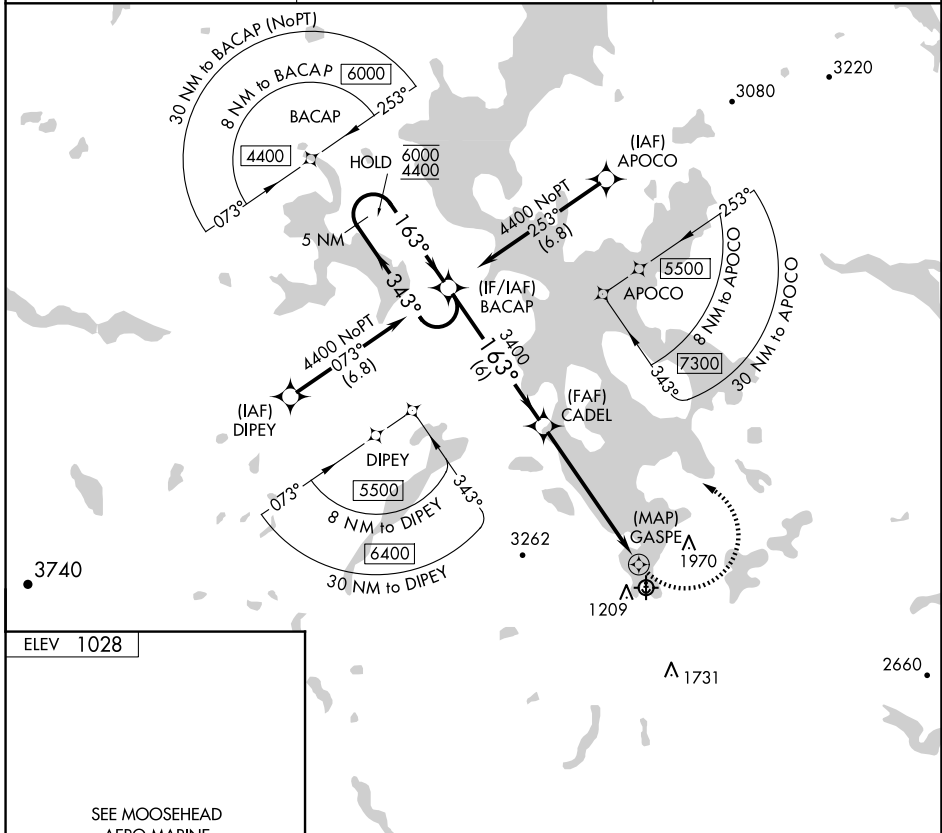 30 NM to BACAP (NoPT)
8 NM to BACAP
6000
253°
BACAP
4400
073°
HOLD
6000
4400
5 NM
163°
343°
(IF/IAF)
BACAP
3080
3220
(IAF)
APOCO
4400 NoPT
253°
(6.8)
253°
5500
APOCO
8 NM to APOCO
7300
343°
30 NM to APOCO
4400 NoPT
073°
(6.8)
(IAF)
DIPEY
3400
163°
(6)
(FAF)
CADEL
DIPEY
073°
5500
343°
8 NM to DIPEY
6400
30 NM to DIPEY
3262
(MAP)
GASPE
1970
1209
3740
1731
2660
ELEV 1028
SEE MOOSEHEAD
AERO MARINE